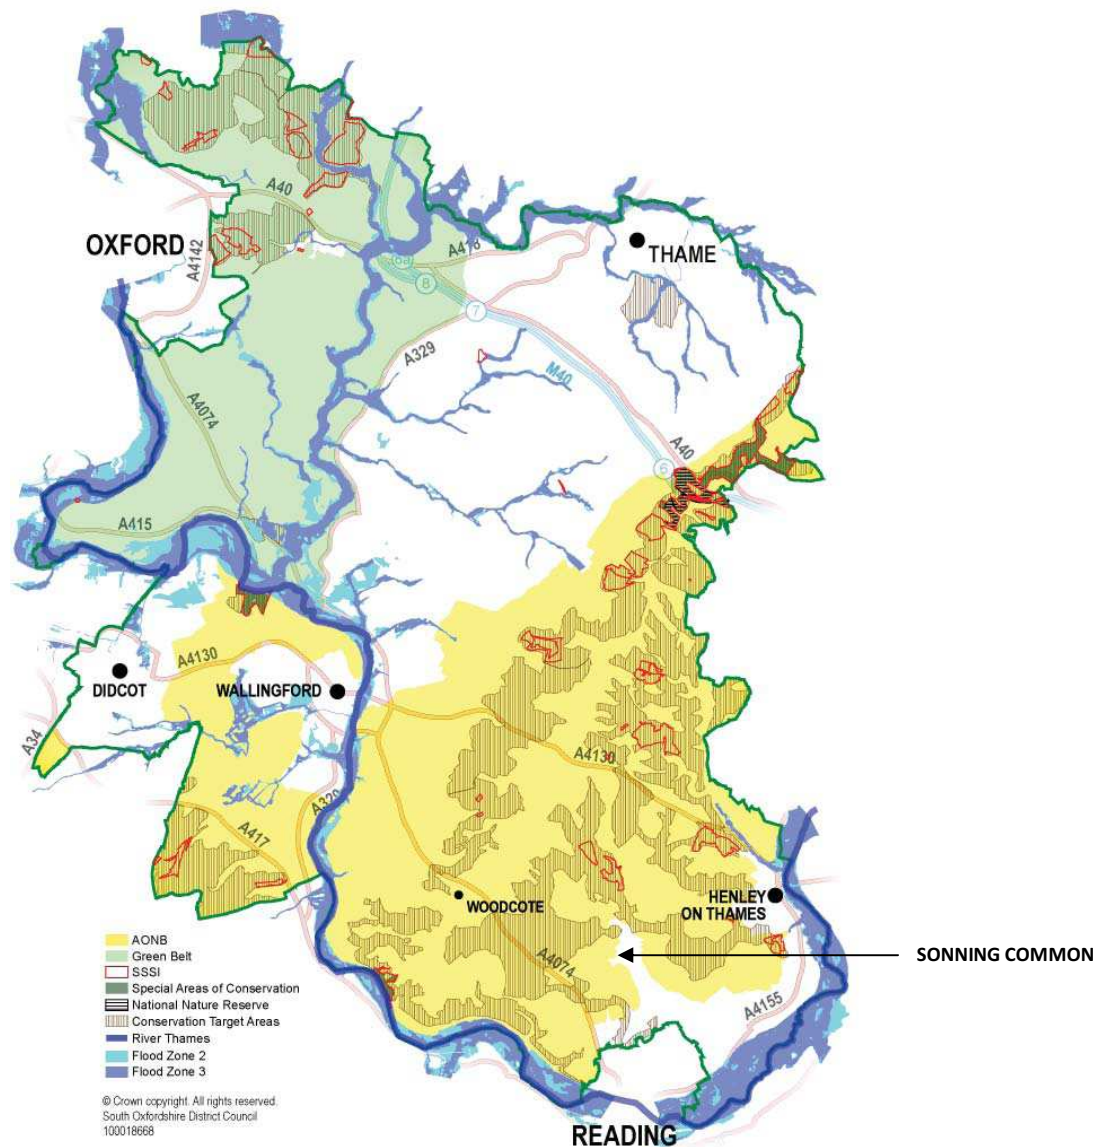 A40
OXFORD
A4142
A418
THAME
6a
8
7
A329
M40
A4074
A40
6
A415
A4130
DIDCOT
WALLINGFORD
A34
A4130
A329
A417
WOODCOTE
HENLEY
ON THAMES
A4074
SONNING COMMON
A4155
AONB
Green Belt
SSSI
Special Areas of Conservation
National Nature Reserve
Conservation Target Areas
River Thames
Flood Zone 2
Flood Zone 3
© Crown copyright. All rights reserved.
South Oxfordshire District Council
100018668
READING